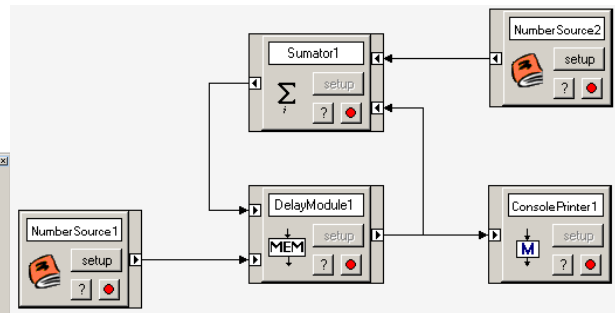 NumberSource2
setup
?
Sumator1
setup
Σ
i
?
DelayModule1
setup
MEM
?
ConsolePrinter1
setup
M
?
NumberSource1
setup
?